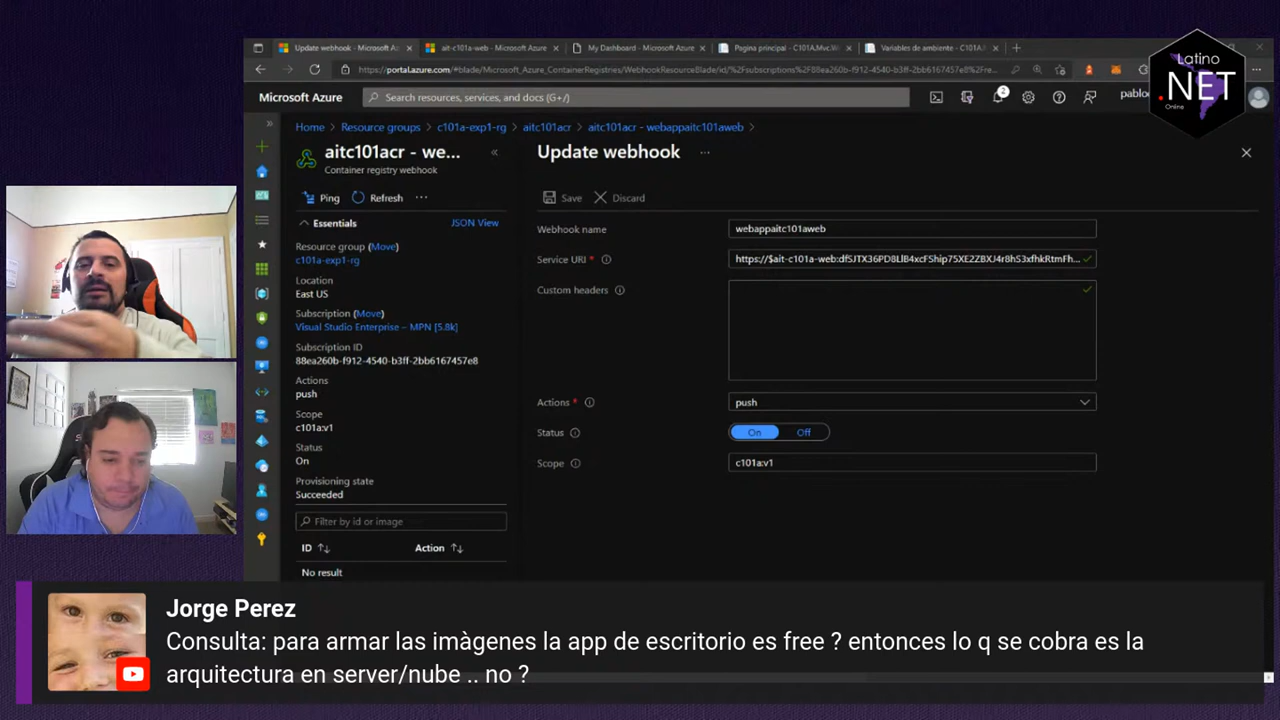 Update webhook - Microsoft Az
ait-c101a-web - Microsoft Azure
My Dashboard - Microsoft Azure
Pagina principal - C101A.Mvc.W
Variables de ambiente - C101A.
Latino
.NET
Online
Microsoft Azure
Search resources, services, and docs (G+/)
2
Home > Resource groups > c101a-exp1-rg > aitc101acr > aitc101acr - webappaitc101aweb >
aitc101acr - we...
Container registry webhook
Update webhook
Ping
Refresh
Save
Discard
Essentials
JSON View
Resource group (Move)
c101a-exp1-rg
Location
East US
Subscription (Move)
Visual Studio Enterprise – MPN [5.8k]
Subscription ID
88ea260b-f912-4540-b3ff-2bb6167457e8
Actions
push
Scope
c101a:v1
Status
On
Provisioning state
Succeeded
Filter by id or image
ID
Action
No result
Webhook name
webappaitc101aweb
Service URI *
Custom headers
Actions *
push
Status
On
Off
Scope
c101a:v1
Jorge Perez
Consulta: para armar las imàgenes la app de escritorio es free ? entonces lo q se cobra es la
arquitectura en server/nube .. no ?